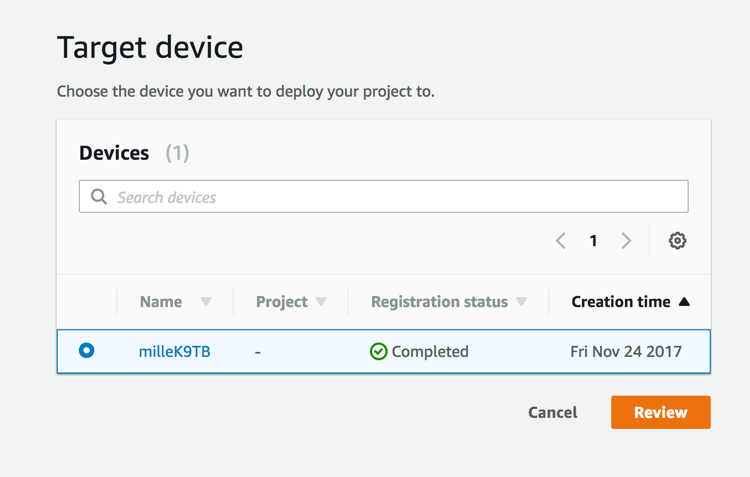 Target device
Choose the device you want to deploy your project to.
Devices (1)
Search devices
1
Name Project Registration status Creation time
milleK9TB - Completed Fri Nov 24 2017
Cancel Review